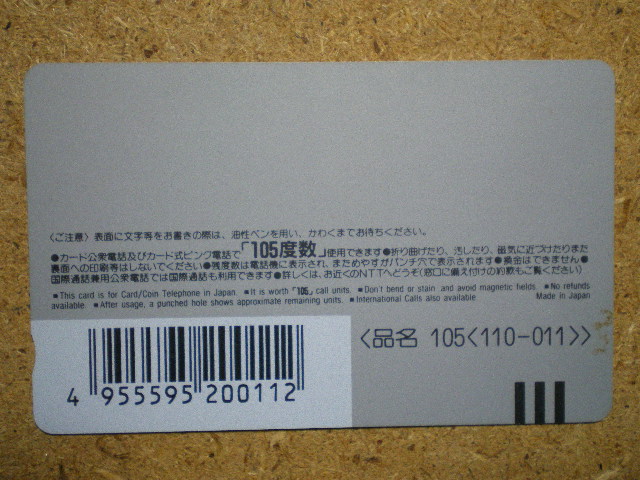 〈ご注意〉表面に文字等をお書きの際は、油性ペンを用い、かわくまでお待ちください。
●カード公衆電話及びカード式ピンク電話で「105度数」使用できます●折り曲げたり、汚したり、磁気に近づけたりまた
裏面への印刷等はしないでください●残度数は電話機に表示され、まためやすがパンチ穴で表示されます●換金はできません
国際通話兼用公衆電話では国際通話も利用できます●詳しくは、お近くのNTTへどうぞ(窓口に備え付けの約款もご覧ください)
■This card is for Card/Coin Telephone in Japan. ■It is worth「105」call units. ■Don't bend or stain and avoid magnetic fields. ■No refunds
available. ■After usage, a punched hole shows approximate remaining units. ■International Calls also available Made in Japan
〈品名 105〈110-011〉〉
4 955595 200112